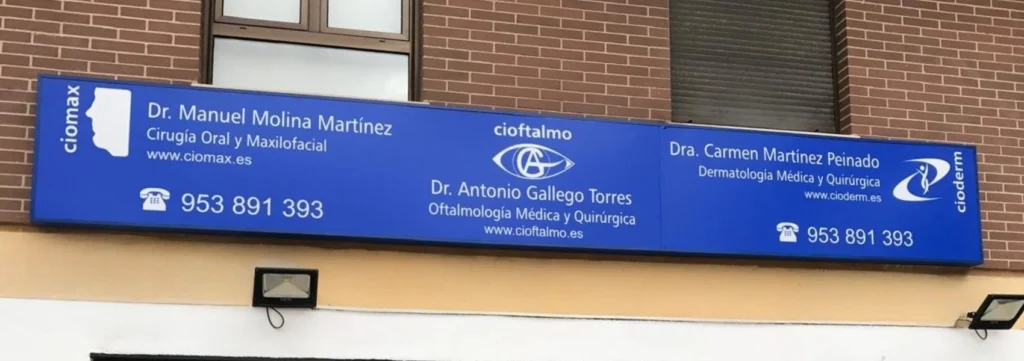 ciomax
Dr. Manuel Molina Martínez
Cirugía Oral y Maxilofacial
www.ciomax.es
953 891 393
cioftalmo
Dr. Antonio Gallego Torres
Oftalmología Médica y Quirúrgica
www.cioftalmo.es
Dra. Carmen Martínez Peinado
Dermatología Médica y Quirúrgica
www.cioderm.es
953 891 393
cioderm